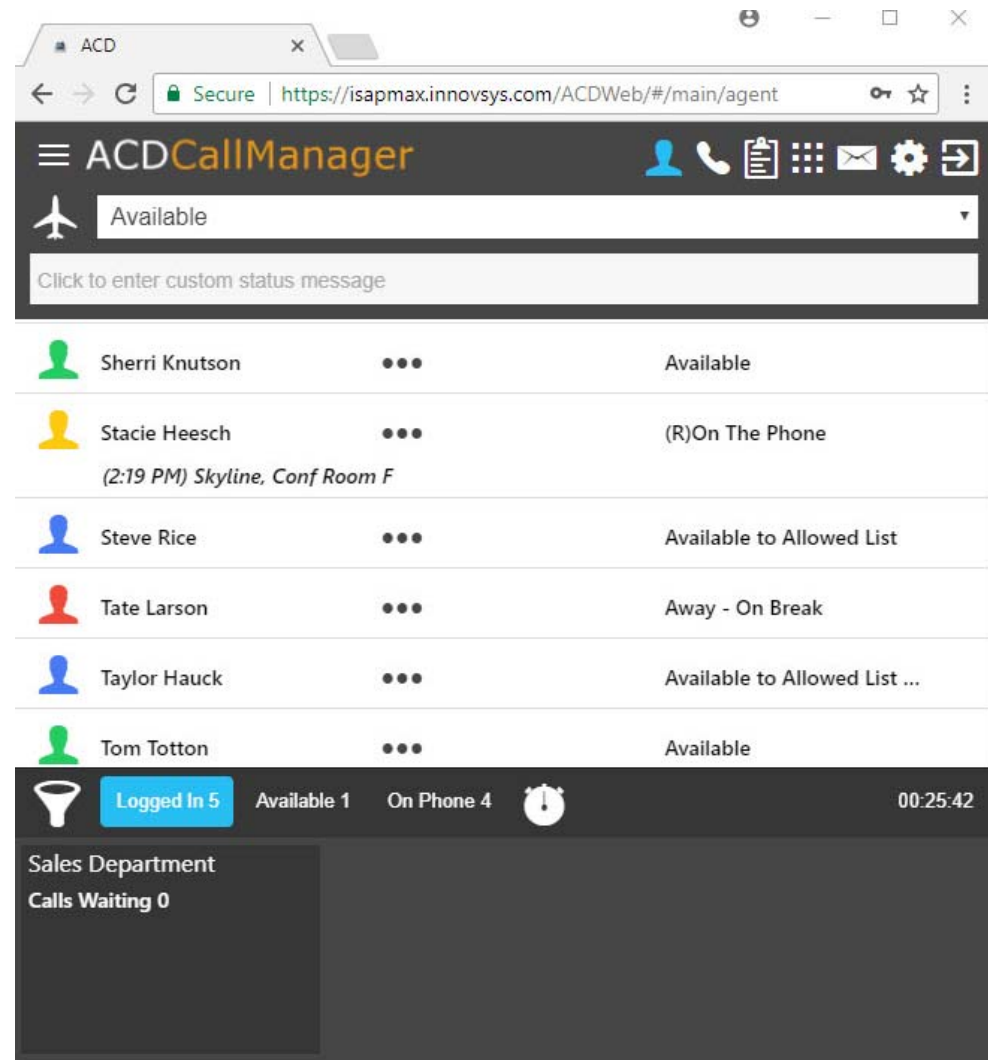 ACD
Secure https://isapmax.innovsys.com/ACDWeb/#/main/agent
ACDCallManager
Available
Click to enter custom status message
Sherri Knutson ••• Available
Stacie Heesch ••• (R)On The Phone
(2:19 PM) Skyline, Conf Room F
Steve Rice ••• Available to Allowed List
Tate Larson ••• Away - On Break
Taylor Hauck ••• Available to Allowed List ...
Tom Totton ••• Available
Logged In 5 Available 1 On Phone 4 00:25:42
Sales Department
Calls Waiting 0